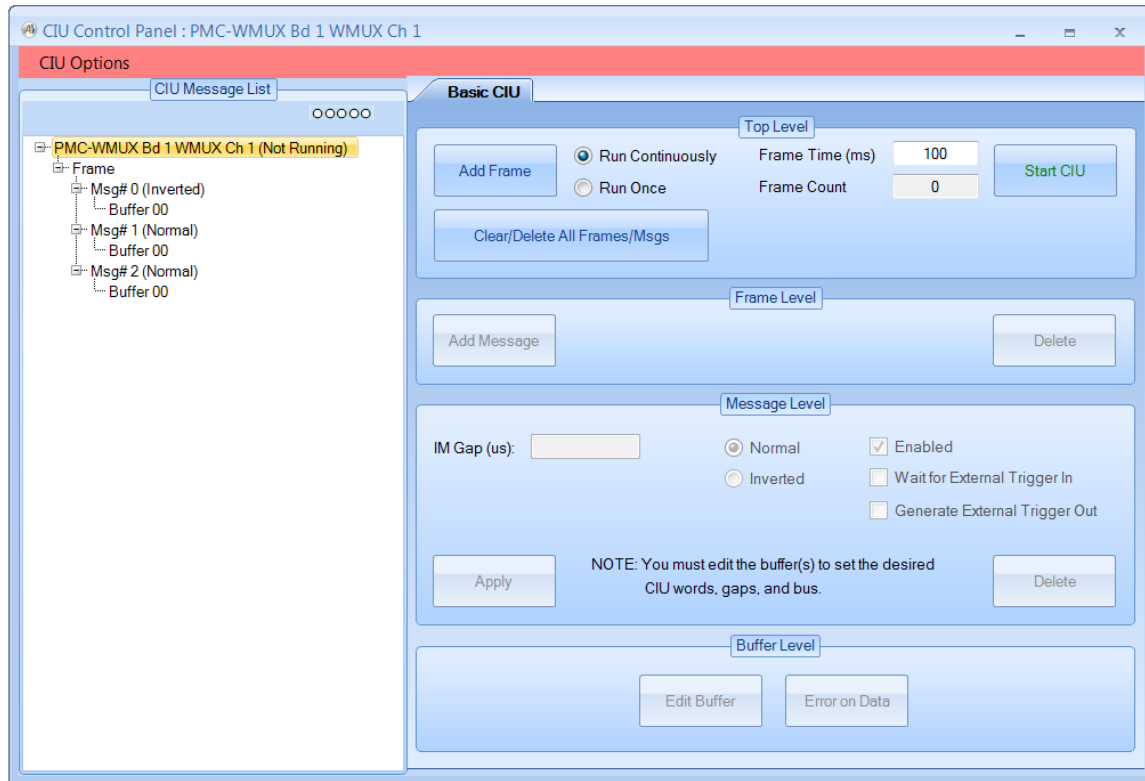 CIU Control Panel : PMC-WMUX Bd 1 WMUX Ch 1
CIU Options
CIU Message List
PMC-WMUX Bd 1 WMUX Ch 1 (Not Running)
Frame
Msg# 0 (Inverted)
Buffer 00
Msg# 1 (Normal)
Buffer 00
Msg# 2 (Normal)
Buffer 00
Basic CIU
Top Level
Add Frame
Run Continuously
Run Once
Frame Time (ms)
100
Frame Count
0
Start CIU
Clear/Delete All Frames/Msgs
Frame Level
Add Message
Delete
Message Level
IM Gap (us):
Normal
Inverted
Enabled
Wait for External Trigger In
Generate External Trigger Out
Apply
NOTE: You must edit the buffer(s) to set the desired
CIU words, gaps, and bus.
Delete
Buffer Level
Edit Buffer
Error on Data